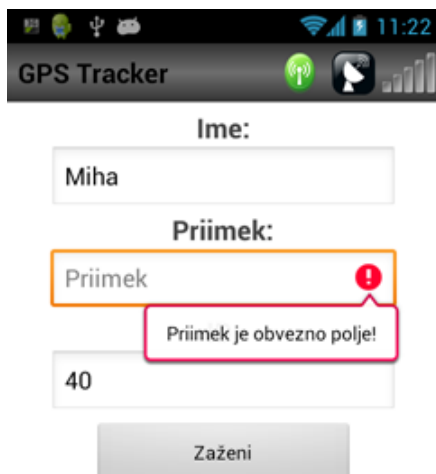 11:22
GPS Tracker
Ime:
Miha
Priimek:
Priimek
Priimek je obvezno polje!
40
Zaženi